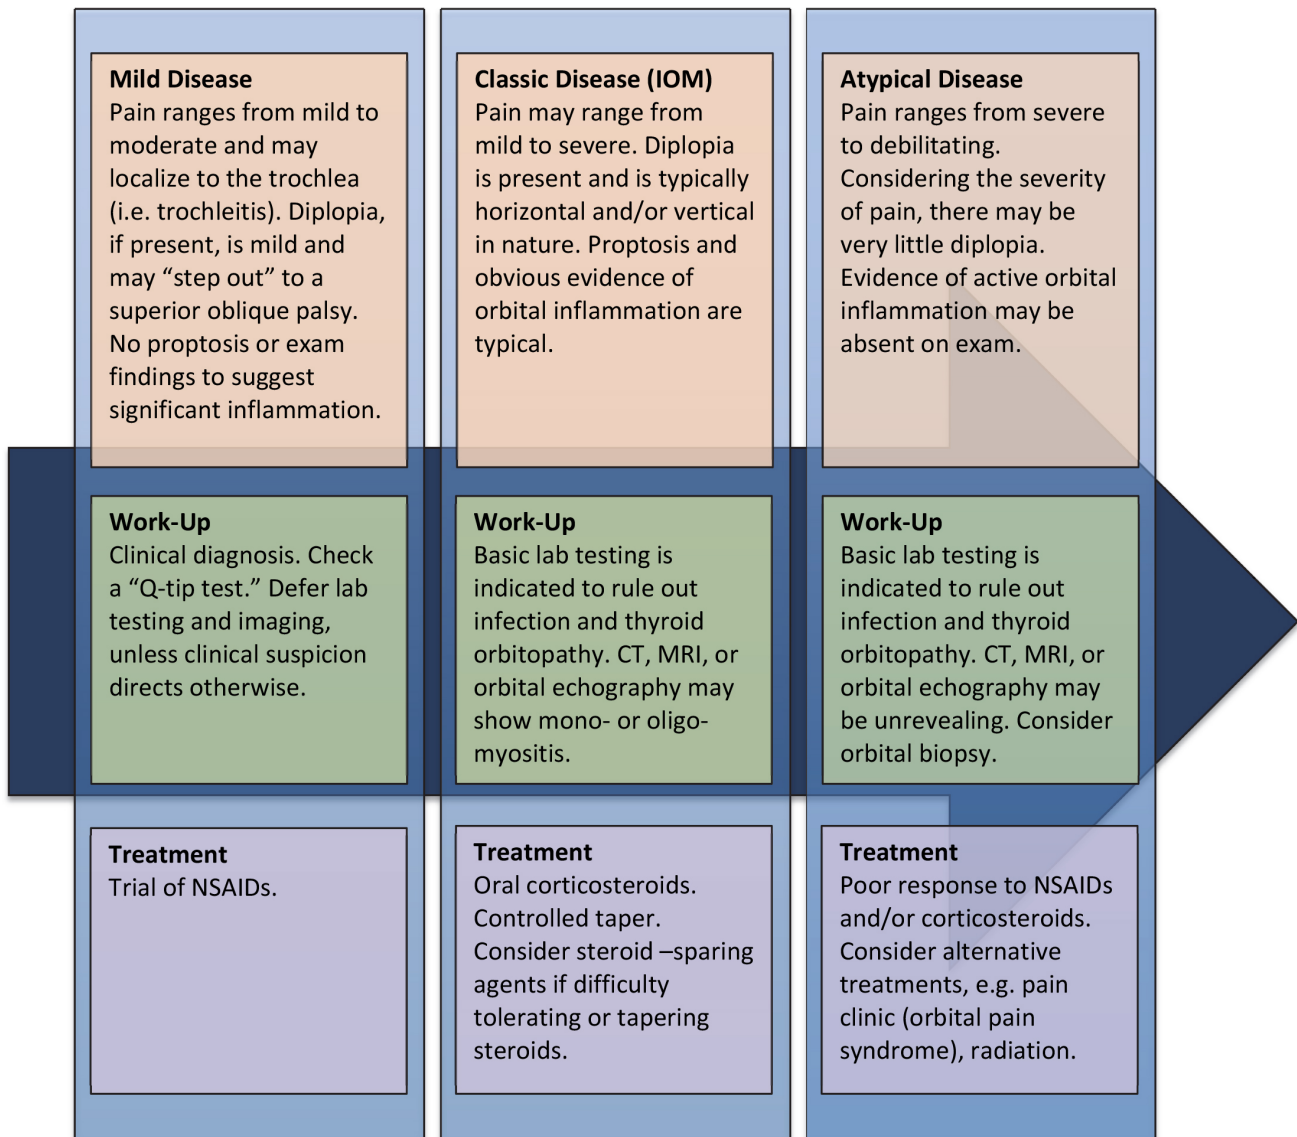 Mild Disease
Pain ranges from mild to
moderate and may
localize to the trochlea
(i.e. trochleitis). Diplopia,
if present, is mild and
may “step out” to a
superior oblique palsy.
No proptosis or exam
findings to suggest
significant inflammation.
Work-Up
Clinical diagnosis. Check
a “Q-tip test.” Defer lab
testing and imaging,
unless clinical suspicion
directs otherwise.
Treatment
Trial of NSAIDs.
Classic Disease (IOM)
Pain may range from
mild to severe. Diplopia
is present and is typically
horizontal and/or vertical
in nature. Proptosis and
obvious evidence of
orbital inflammation are
typical.
Work-Up
Basic lab testing is
indicated to rule out
infection and thyroid
orbitopathy. CT, MRI, or
orbital echography may
show mono- or oligo-
myositis.
Treatment
Oral corticosteroids.
Controlled taper.
Consider steroid –sparing
agents if difficulty
tolerating or tapering
steroids.
Atypical Disease
Pain ranges from severe
to debilitating.
Considering the severity
of pain, there may be
very little diplopia.
Evidence of active orbital
inflammation may be
absent on exam.
Work-Up
Basic lab testing is
indicated to rule out
infection and thyroid
orbitopathy. CT, MRI, or
orbital echography may
be unrevealing. Consider
orbital biopsy.
Treatment
Poor response to NSAIDs
and/or corticosteroids.
Consider alternative
treatments, e.g. pain
clinic (orbital pain
syndrome), radiation.